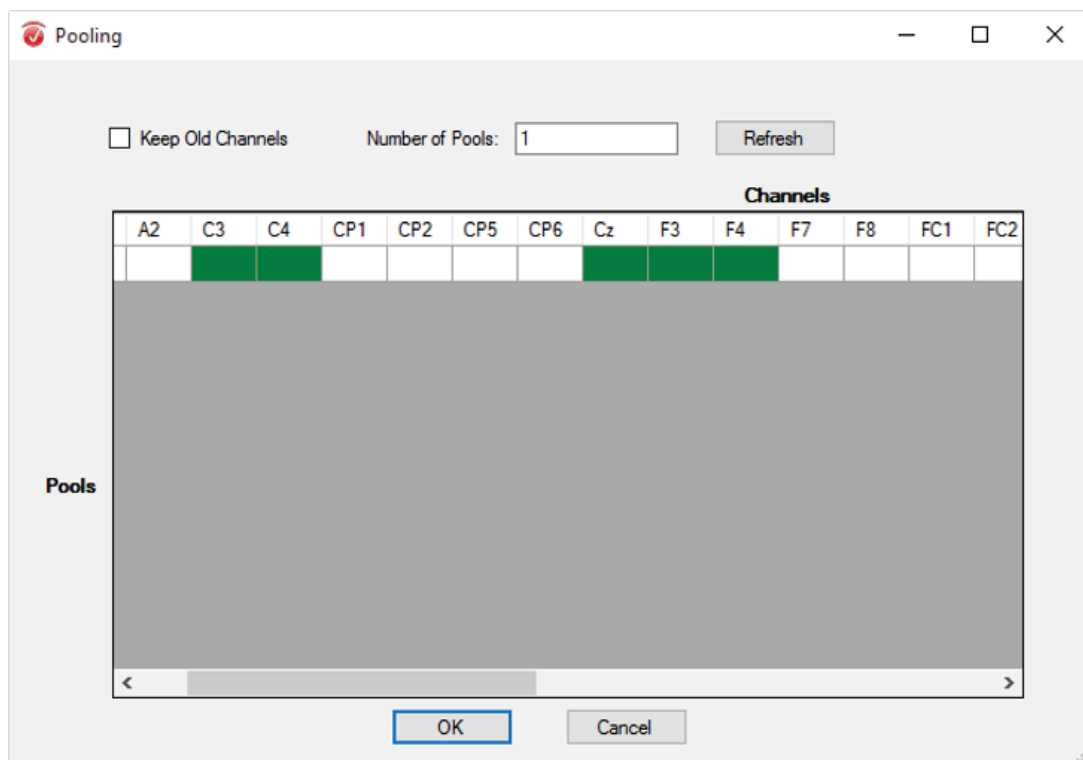 Pooling
Keep Old Channels Number of Pools: 1 Refresh
Channels
A2 C3 C4 CP1 CP2 CP5 CP6 Cz F3 F4 F7 F8 FC1 FC2
Pools
OK Cancel